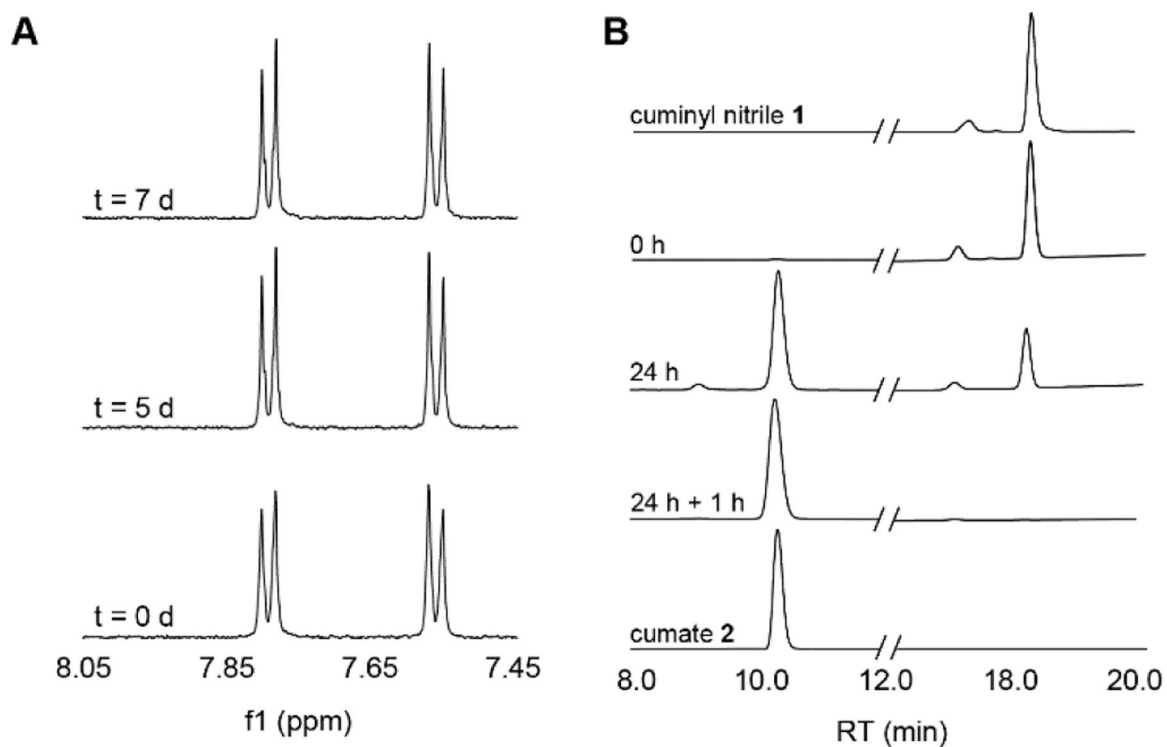 A
t = 7 d
t = 5 d
t = 0 d
8.05 7.85 7.65 7.45
f1 (ppm)
B
cuminyl nitrile 1
0 h
24 h
24 h + 1 h
cumate 2
8.0 10.0 12.0 18.0 20.0
RT (min)